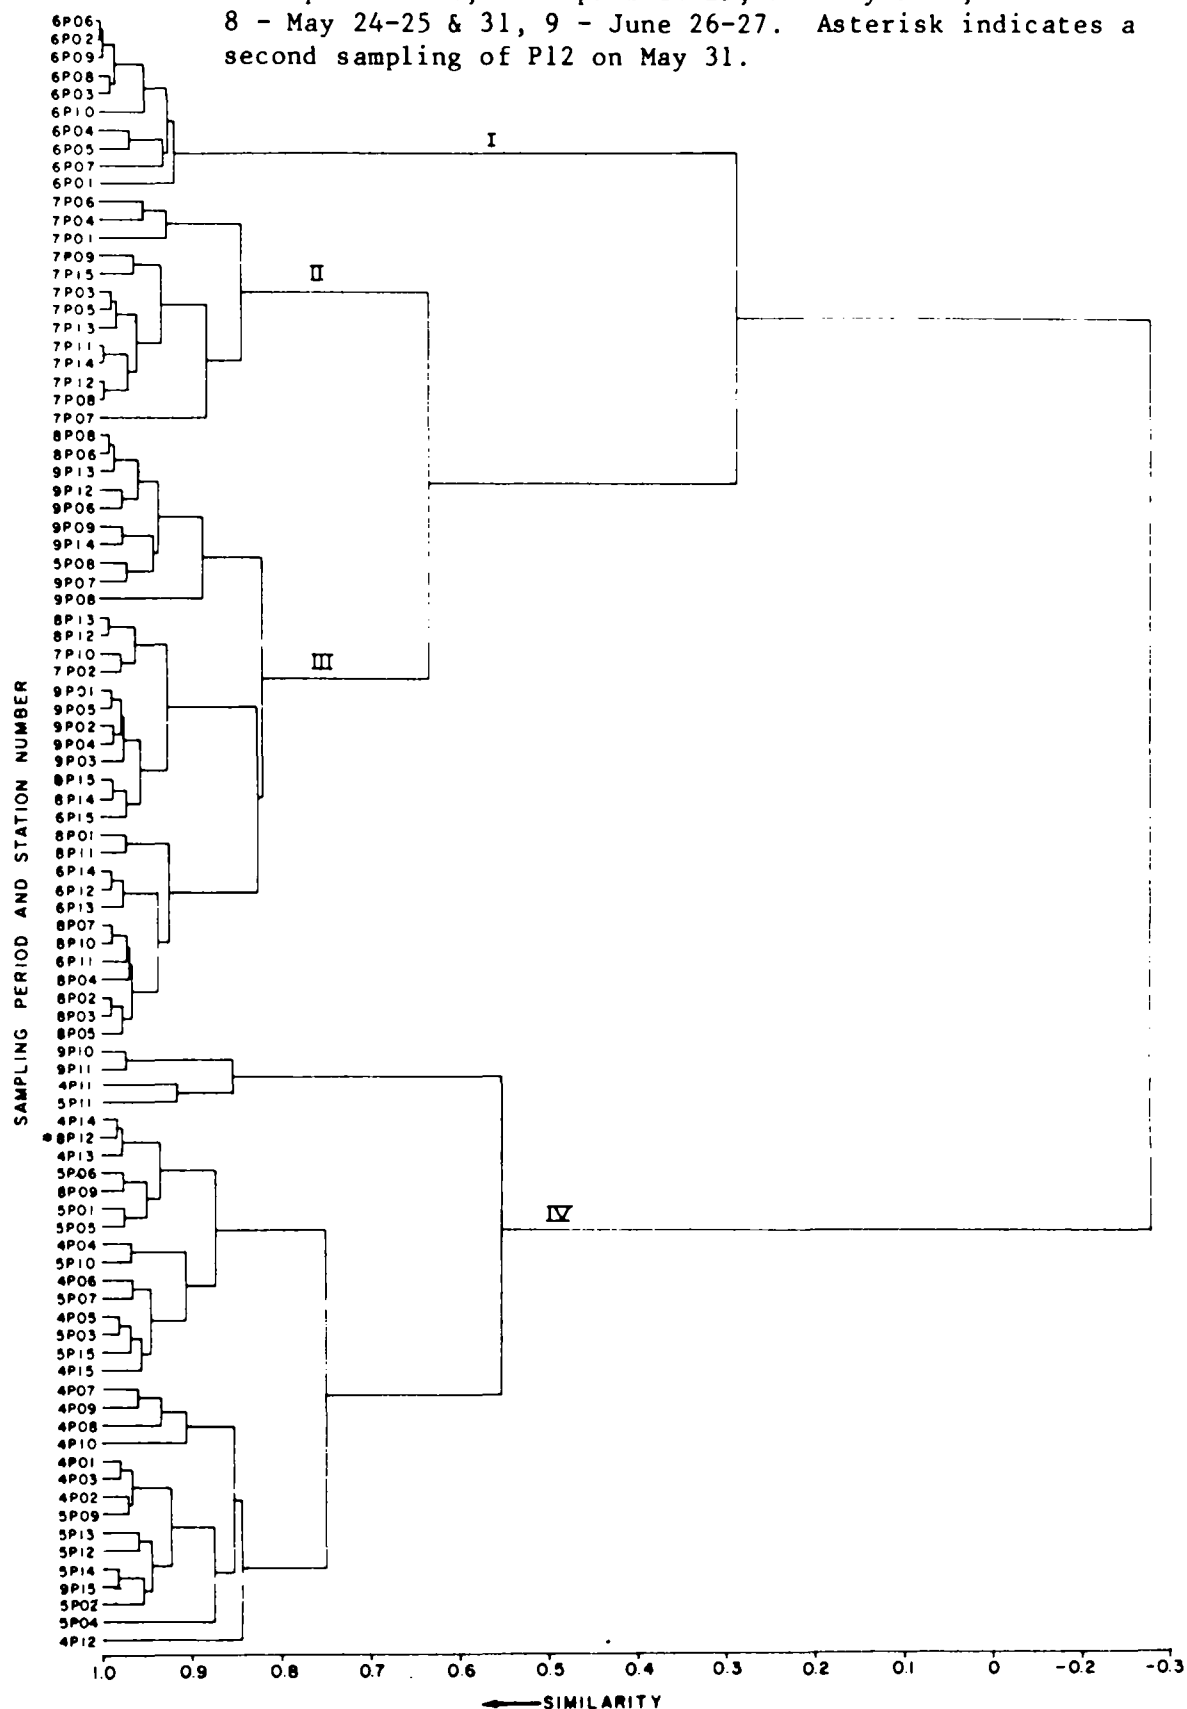 8 - May 24-25 & 31, 9 - June 26-27. Asterisk indicates a
second sampling of P12 on May 31.
6P06
6P02
6P09
6P08
6P03
6P10
6P04
6P05
6P07
6P01
I
7P06
7P04
7P01
7P09
7P15
II
7P03
7P05
7P13
7P11
7P14
7P12
7P08
7P07
8P08
8P06
9P13
9P12
9P06
9P09
9P14
5P08
9P07
9P08
8P13
8P12
7P10
7P02
III
9P01
9P05
9P02
9P04
9P03
8P15
8P14
6P15
8P01
8P11
6P14
6P12
6P13
8P07
8P10
6P11
8P04
8P02
8P03
8P05
9P10
9P11
4P11
5P11
4P14
*8P12
4P13
5P06
8P09
5P01
5P05
IV
4P04
5P10
4P06
5P07
4P05
5P03
5P15
4P15
4P07
4P09
4P08
4P10
4P01
4P03
4P02
5P09
5P13
5P12
5P14
9P15
5P02
5P04
4P12
SAMPLING PERIOD AND STATION NUMBER
1.0 0.9 0.8 0.7 0.6 0.5 0.4 0.3 0.2 0.1 0 -0.2 -0.3
SIMILARITY